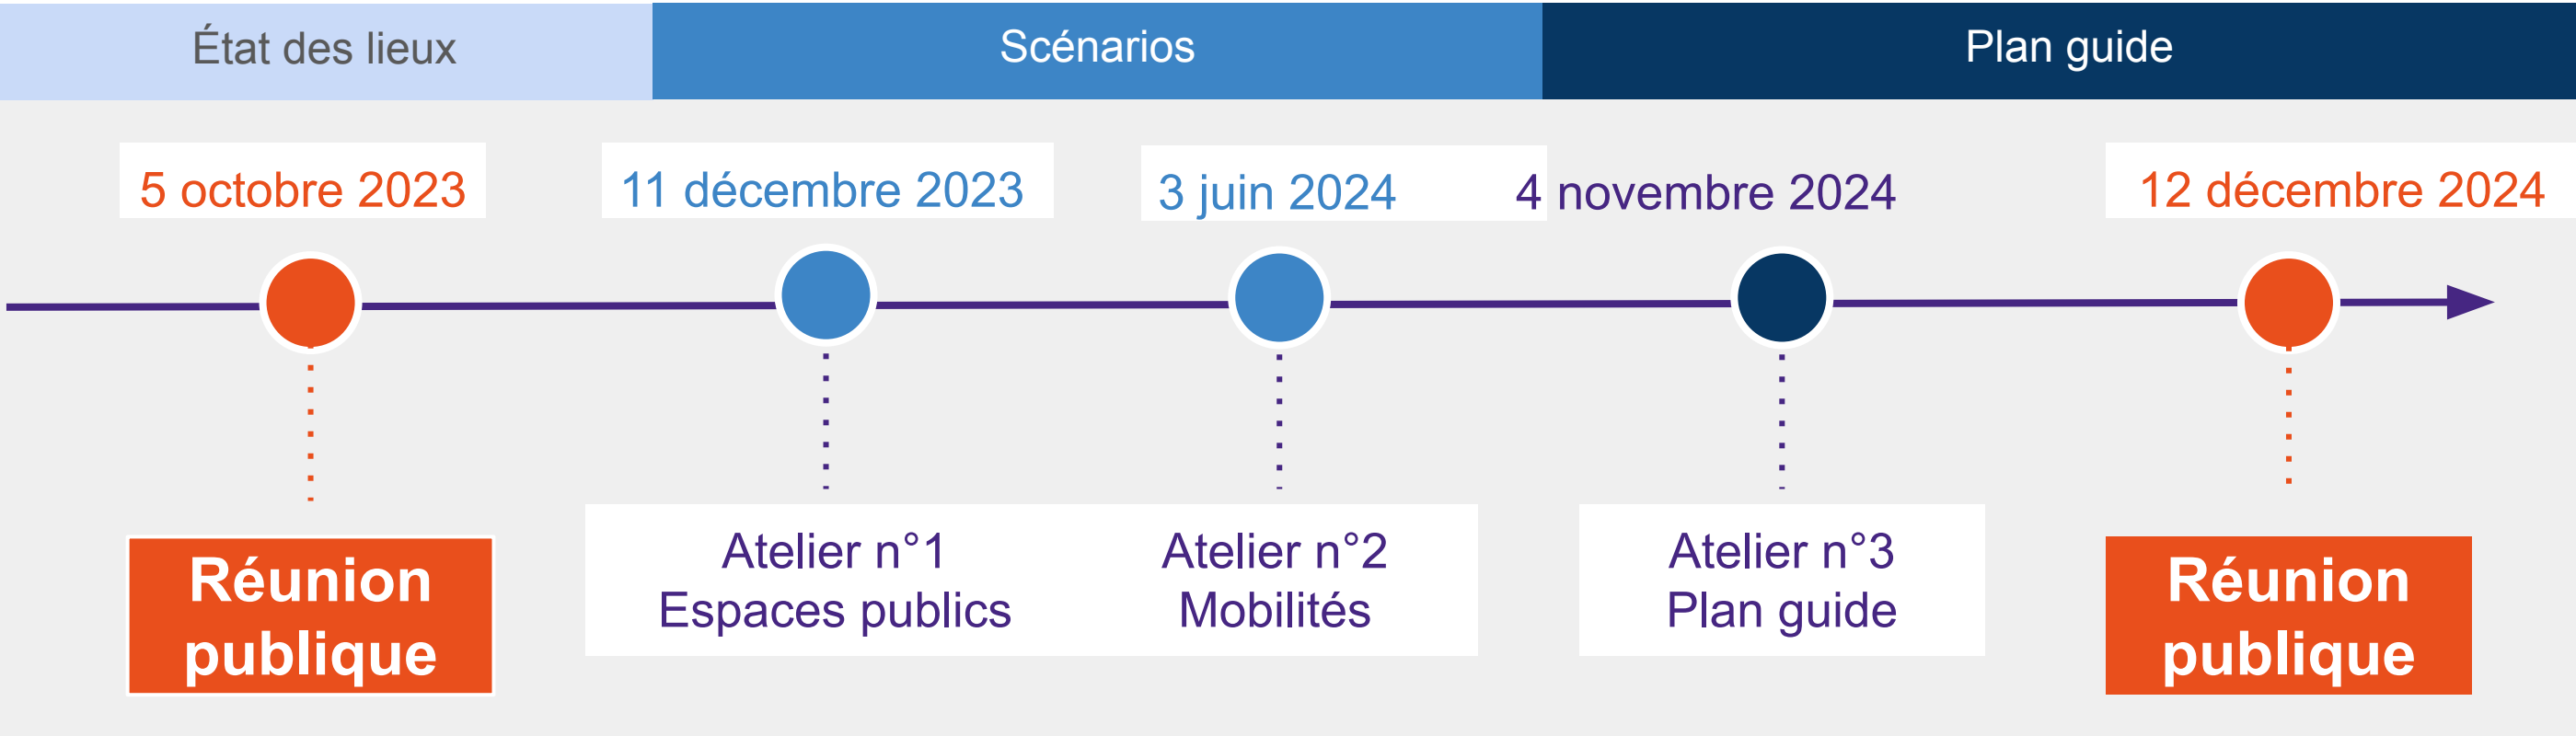 État des lieux
Scénarios
Plan guide
5 octobre 2023
11 décembre 2023
3 juin 2024
4 novembre 2024
12 décembre 2024
Réunion
publique
Atelier n°1
Espaces publics
Atelier n°2
Mobilités
Atelier n°3
Plan guide
Réunion
publique